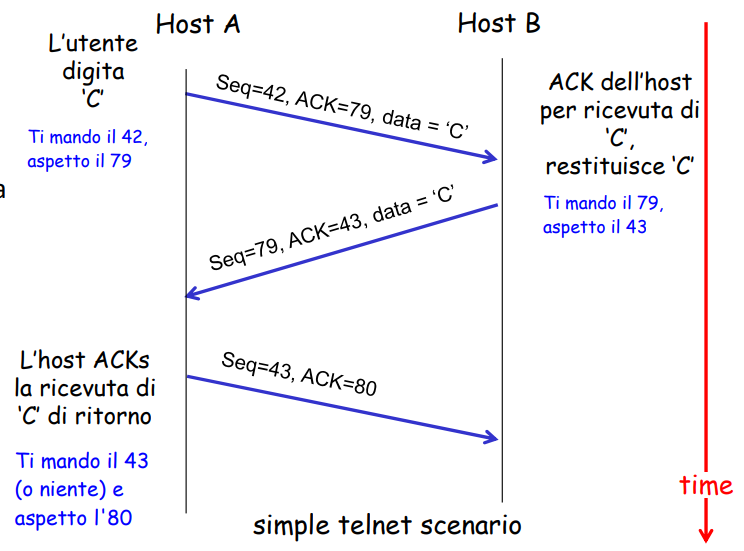 Host A
Host B
L'utente
digita
'C'
Ti mando il 42,
aspetto il 79
a
Seq=42, ACK=79, data = 'C'
ACK dell'host
per ricevuta di
'C',
restituisce 'C'
Ti mando il 79,
aspetto il 43
Seq=79, ACK=43, data = 'C'
L'host ACKs
la ricevuta di
'C' di ritorno
Ti mando il 43
(o niente) e
aspetto l'80
Seq=43, ACK=80
time
simple telnet scenario